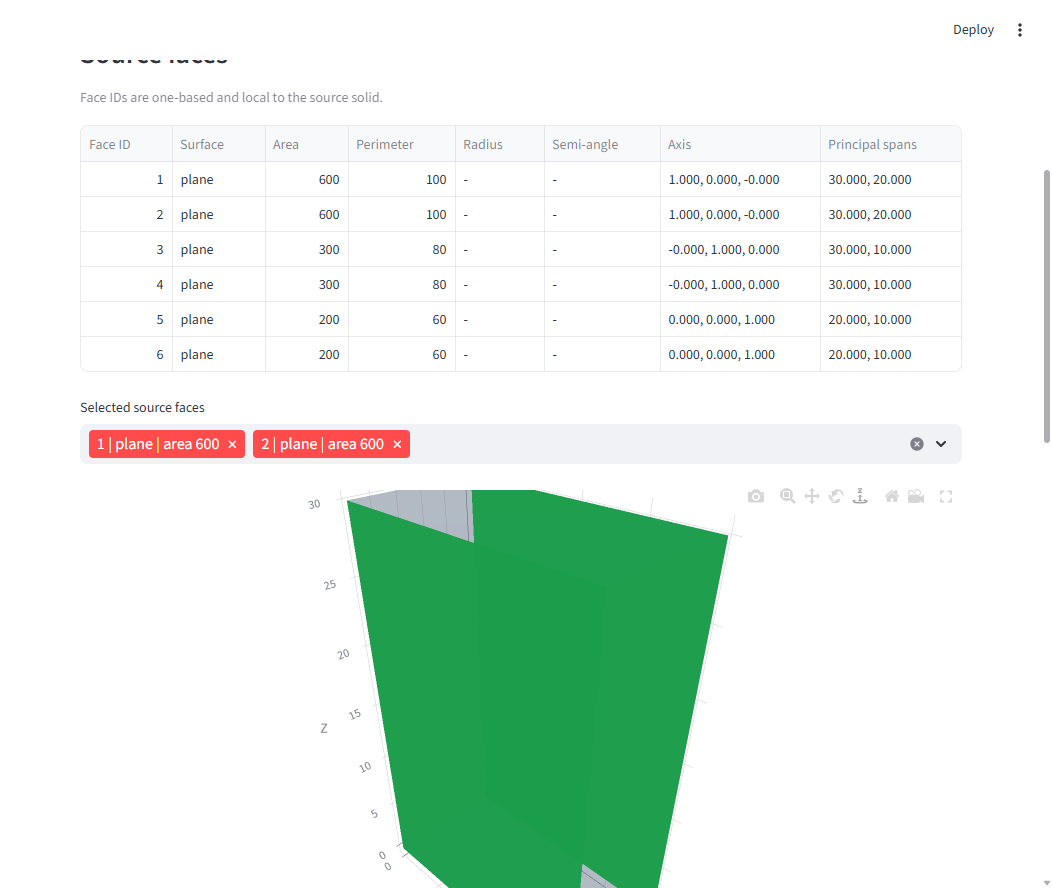 Deploy
Source faces
Face IDs are one-based and local to the source solid.
Face ID Surface Area Perimeter Radius Semi-angle Axis Principal spans
1 plane 600 100 - - 1.000, 0.000, -0.000 30.000, 20.000
2 plane 600 100 - - 1.000, 0.000, -0.000 30.000, 20.000
3 plane 300 80 - - -0.000, 1.000, 0.000 30.000, 10.000
4 plane 300 80 - - -0.000, 1.000, 0.000 30.000, 10.000
5 plane 200 60 - - 0.000, 0.000, 1.000 20.000, 10.000
6 plane 200 60 - - 0.000, 0.000, 1.000 20.000, 10.000
Selected source faces
1 | plane | area 600 × 2 | plane | area 600 ×
z
30
25
20
15
Z
10
5
0
0